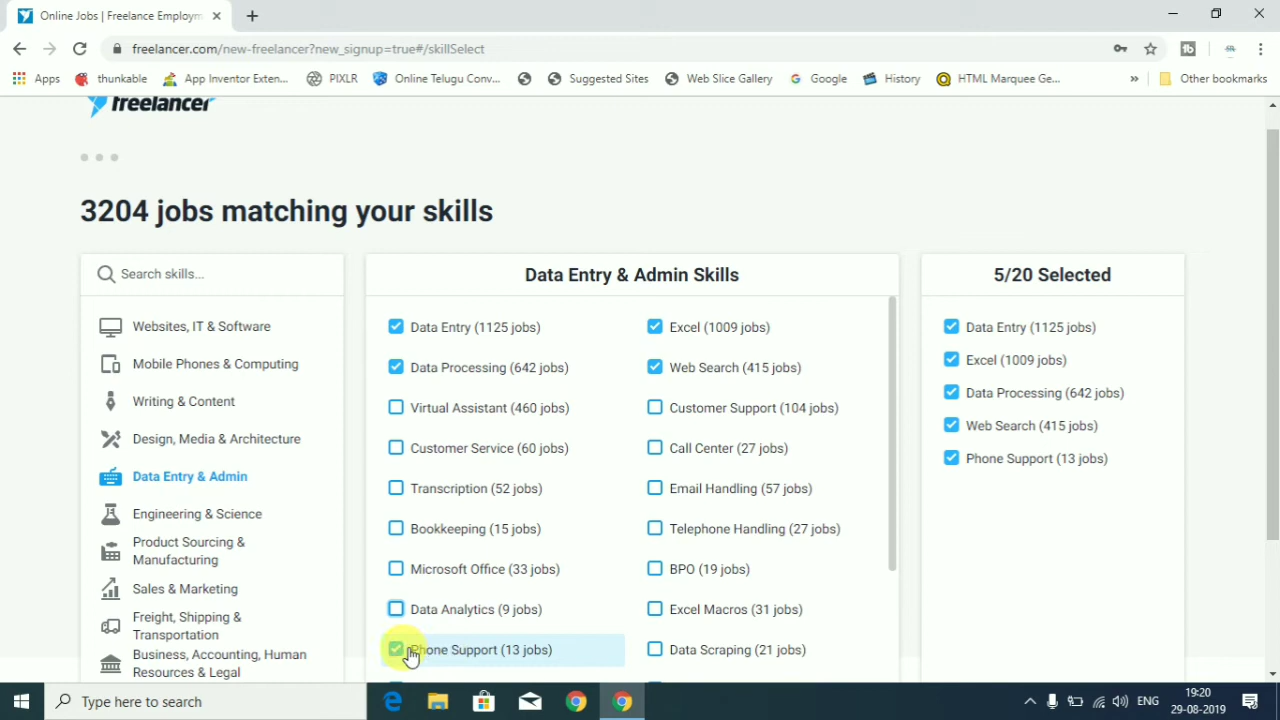 Online Jobs | Freelance Employm
freelancer.com/new-freelancer?new_signup=true#/skillSelect
Apps
thunkable
App Inventor Exten...
PIXLR
Online Telugu Conv...
Suggested Sites
Web Slice Gallery
Google
History
HTML Marquee Ge...
»
Other bookmarks
freelancer
3204 jobs matching your skills
Search skills...
Websites, IT & Software
Mobile Phones & Computing
Writing & Content
Design, Media & Architecture
Data Entry & Admin
Engineering & Science
Product Sourcing &
Manufacturing
Sales & Marketing
Freight, Shipping &
Transportation
Business, Accounting, Human
Resources & Legal
Data Entry & Admin Skills
Data Entry (1125 jobs)
Excel (1009 jobs)
Data Processing (642 jobs)
Web Search (415 jobs)
Virtual Assistant (460 jobs)
Customer Support (104 jobs)
Customer Service (60 jobs)
Call Center (27 jobs)
Transcription (52 jobs)
Email Handling (57 jobs)
Bookkeeping (15 jobs)
Telephone Handling (27 jobs)
Microsoft Office (33 jobs)
BPO (19 jobs)
Data Analytics (9 jobs)
Excel Macros (31 jobs)
Phone Support (13 jobs)
Data Scraping (21 jobs)
5/20 Selected
Data Entry (1125 jobs)
Excel (1009 jobs)
Data Processing (642 jobs)
Web Search (415 jobs)
Phone Support (13 jobs)
Type here to search
ENG
19:20
29-08-2019